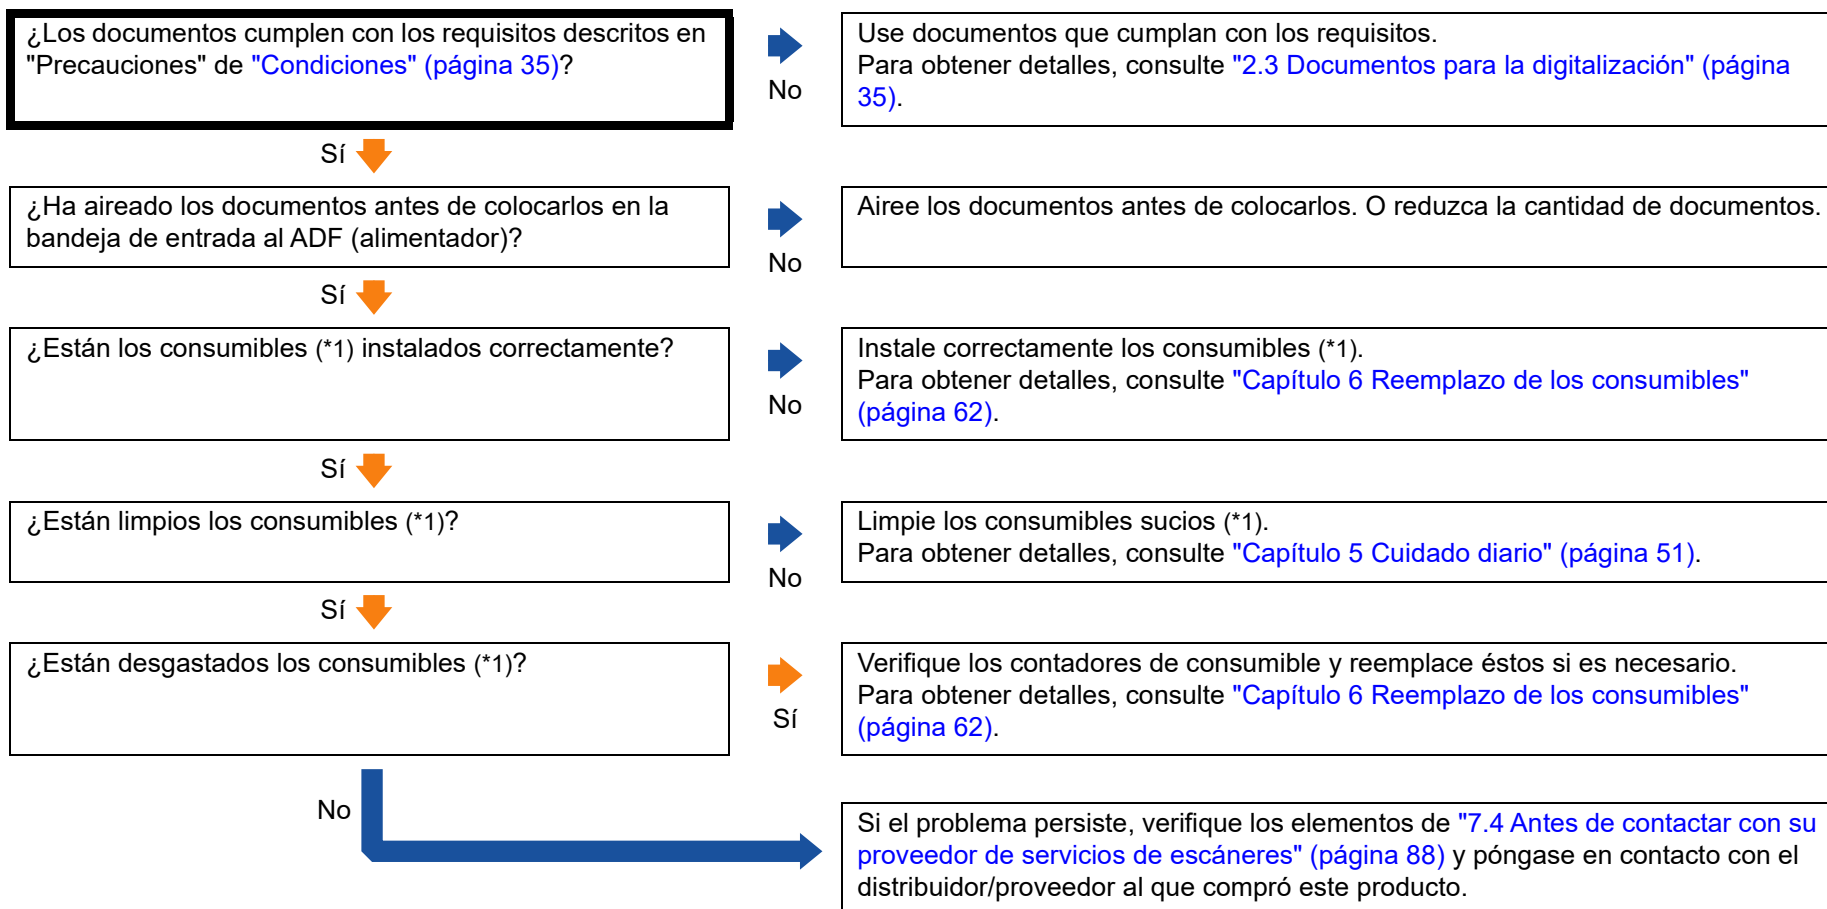 ¿Los documentos cumplen con los requisitos descritos en
"Precauciones" de "Condiciones" (página 35)?
No
Use documentos que cumplan con los requisitos.
Para obtener detalles, consulte "2.3 Documentos para la digitalización" (página
35).
Sí
¿Ha aireado los documentos antes de colocarlos en la
bandeja de entrada al ADF (alimentador)?
No
Airee los documentos antes de colocarlos. O reduzca la cantidad de documentos.
Sí
¿Están los consumibles (*1) instalados correctamente?
No
Instale correctamente los consumibles (*1).
Para obtener detalles, consulte "Capítulo 6 Reemplazo de los consumibles"
(página 62).
Sí
¿Están limpios los consumibles (*1)?
No
Limpie los consumibles sucios (*1).
Para obtener detalles, consulte "Capítulo 5 Cuidado diario" (página 51).
Sí
¿Están desgastados los consumibles (*1)?
Sí
Verifique los contadores de consumible y reemplace éstos si es necesario.
Para obtener detalles, consulte "Capítulo 6 Reemplazo de los consumibles"
(página 62).
No
Si el problema persiste, verifique los elementos de "7.4 Antes de contactar con su
proveedor de servicios de escáneres" (página 88) y póngase en contacto con el
distribuidor/proveedor al que compró este producto.